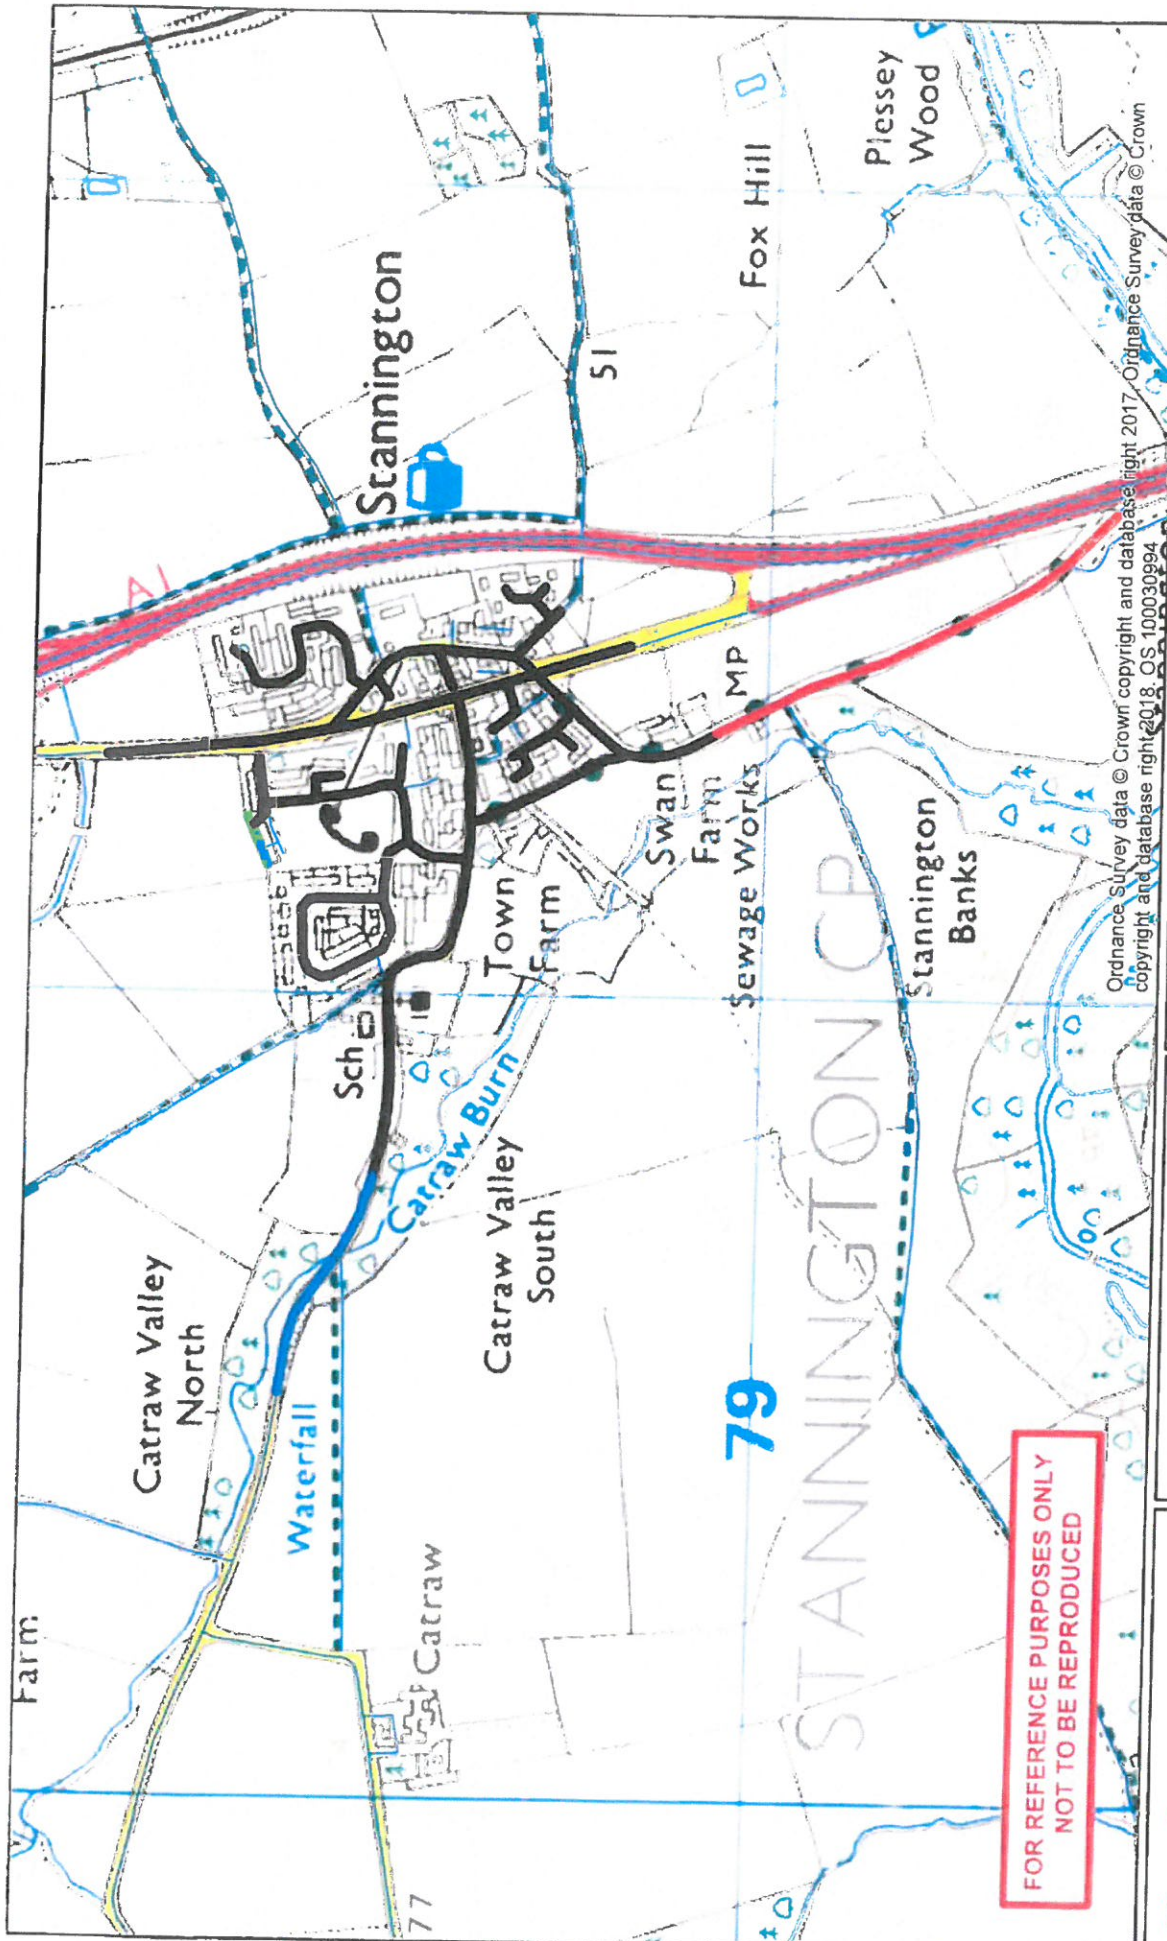 Farm
Catraw Valley
North
A1
Stannington
Sch
Waterfall
Catraw Burn
Catraw
Town
Farm
Catraw Valley
South
51
77
Swan
Farm
MP
Fox Hill
Sewage Works
79
STANNINGTON CP
Stannington
Banks
Plessey
Wood
FOR REFERENCE PURPOSES ONLY
NOT TO BE REPRODUCED
Ordnance Survey data © Crown copyright and database right 2017. Ordnance Survey data © Crown
copyright and database right 2018. OS 100030994